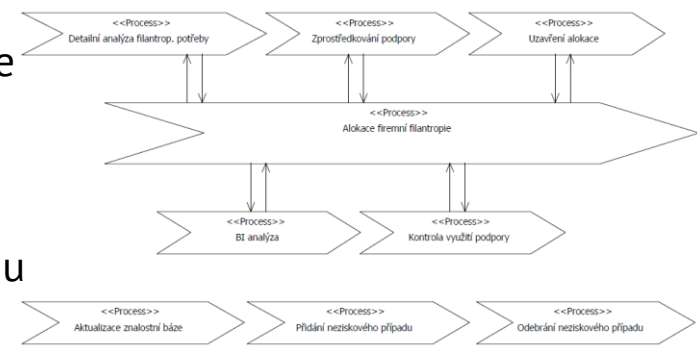 <<Process>>
Detailní analýza filantrop. potřeby
<<Process>>
Zprostředkování podpory
<<Process>>
Uzavření alokace
e
<<Process>>
Alokace firemní filantropie
<<Process>>
BI analýza
<<Process>>
Kontrola využití podpory
u
<<Process>>
Aktualizace znalostní báze
<<Process>>
Přidání neziskového případu
<<Process>>
Odebrání neziskového případu